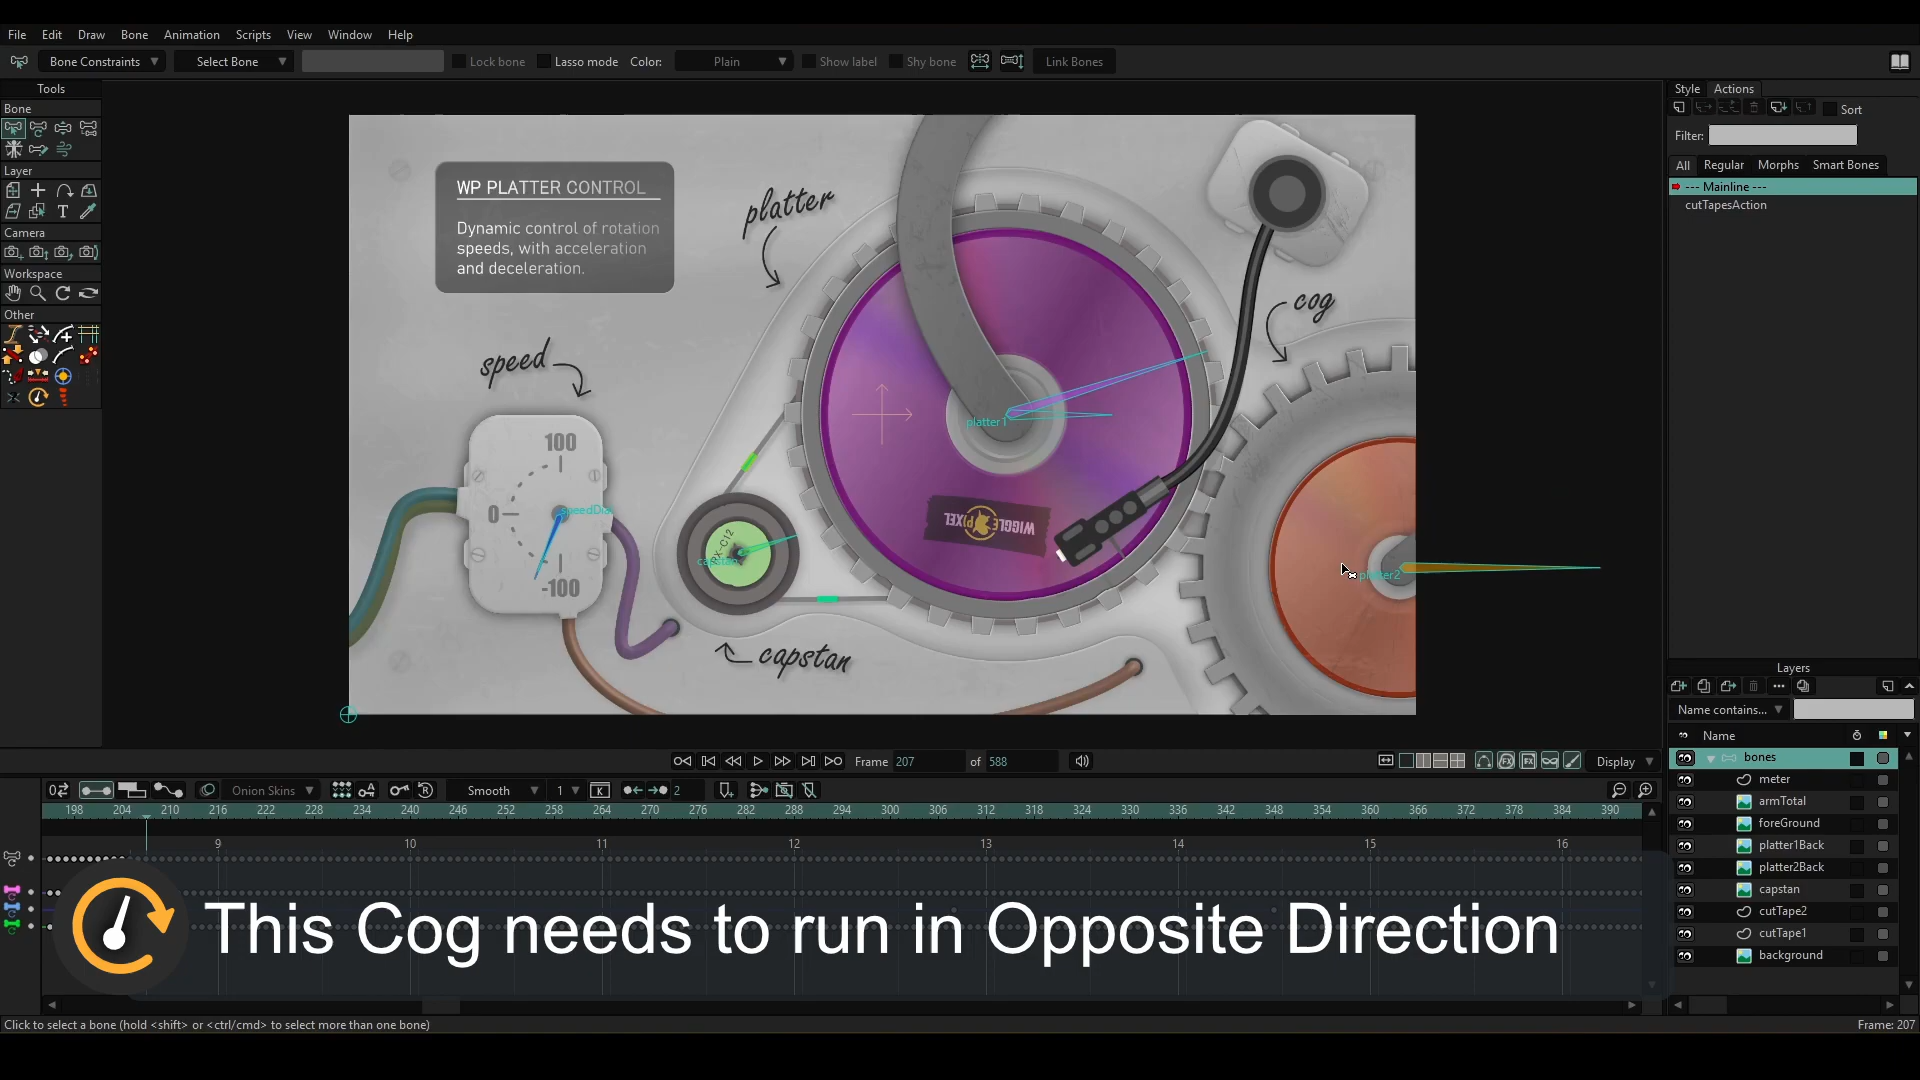 File Edit Draw Bone Animation Scripts View Window Help
Bone Constraints Select Bone Lock bone Lasso mode Color: Plain Show label Shy bone Link Bones
Tools
Bone
Layer
Camera
Workspace
Other
WP PLATTER CONTROL
Dynamic control of rotation
speeds, with acceleration
and deceleration.
platter
cog
speed
100
0
-100
speedDial
capstan
RX-C12
capstan
platter1
platter2
WIGGLE PIXEL
Style Actions
Sort
Filter:
All Regular Morphs Smart Bones
--- Mainline ---
cutTapesAction
Layers
Name contains...
Name
bones
meter
armTotal
foreGround
platter1Back
platter2Back
capstan
cutTape2
cutTape1
background
Frame 207 of 588 Display
Onion Skins Smooth 1 2
198 204 210 216 222 228 234 240 246 252 258 264 270 276 282 288 294 300 306 312 318 324 330 336 342 348 354 360 366 372 378 384 390
9 10 11 12 13 14 15 16
This Cog needs to run in Opposite Direction
Click to select a bone (hold <shift> or <ctrl/cmd> to select more than one bone)
Frame: 207